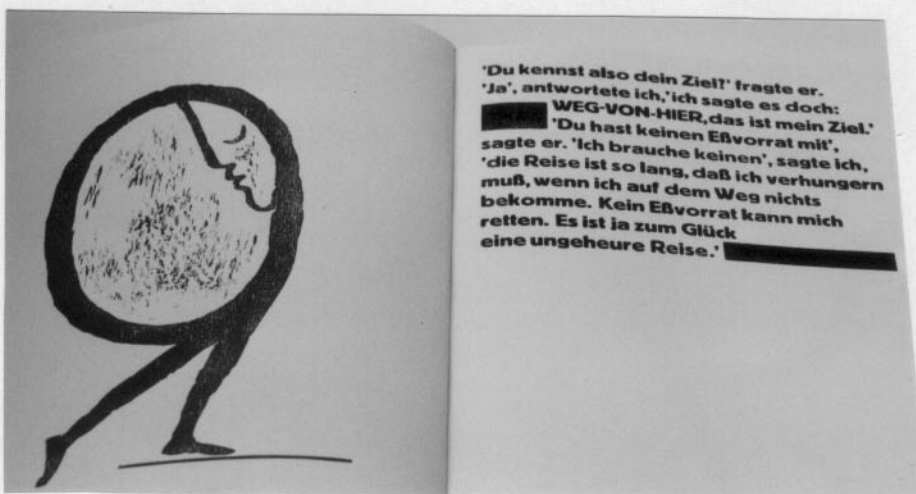 'Du kennst also dein Ziel?' fragte er.
'Ja', antwortete ich,'ich sagte es doch:
WEG-VON-HIER,das ist mein Ziel.'
'Du hast keinen Eßvorrat mit',
sagte er. 'Ich brauche keinen', sagte ich,
'die Reise ist so lang, daß ich verhungern
muß, wenn ich auf dem Weg nichts
bekomme. Kein Eßvorrat kann mich
retten. Es ist ja zum Glück
eine ungeheure Reise.'